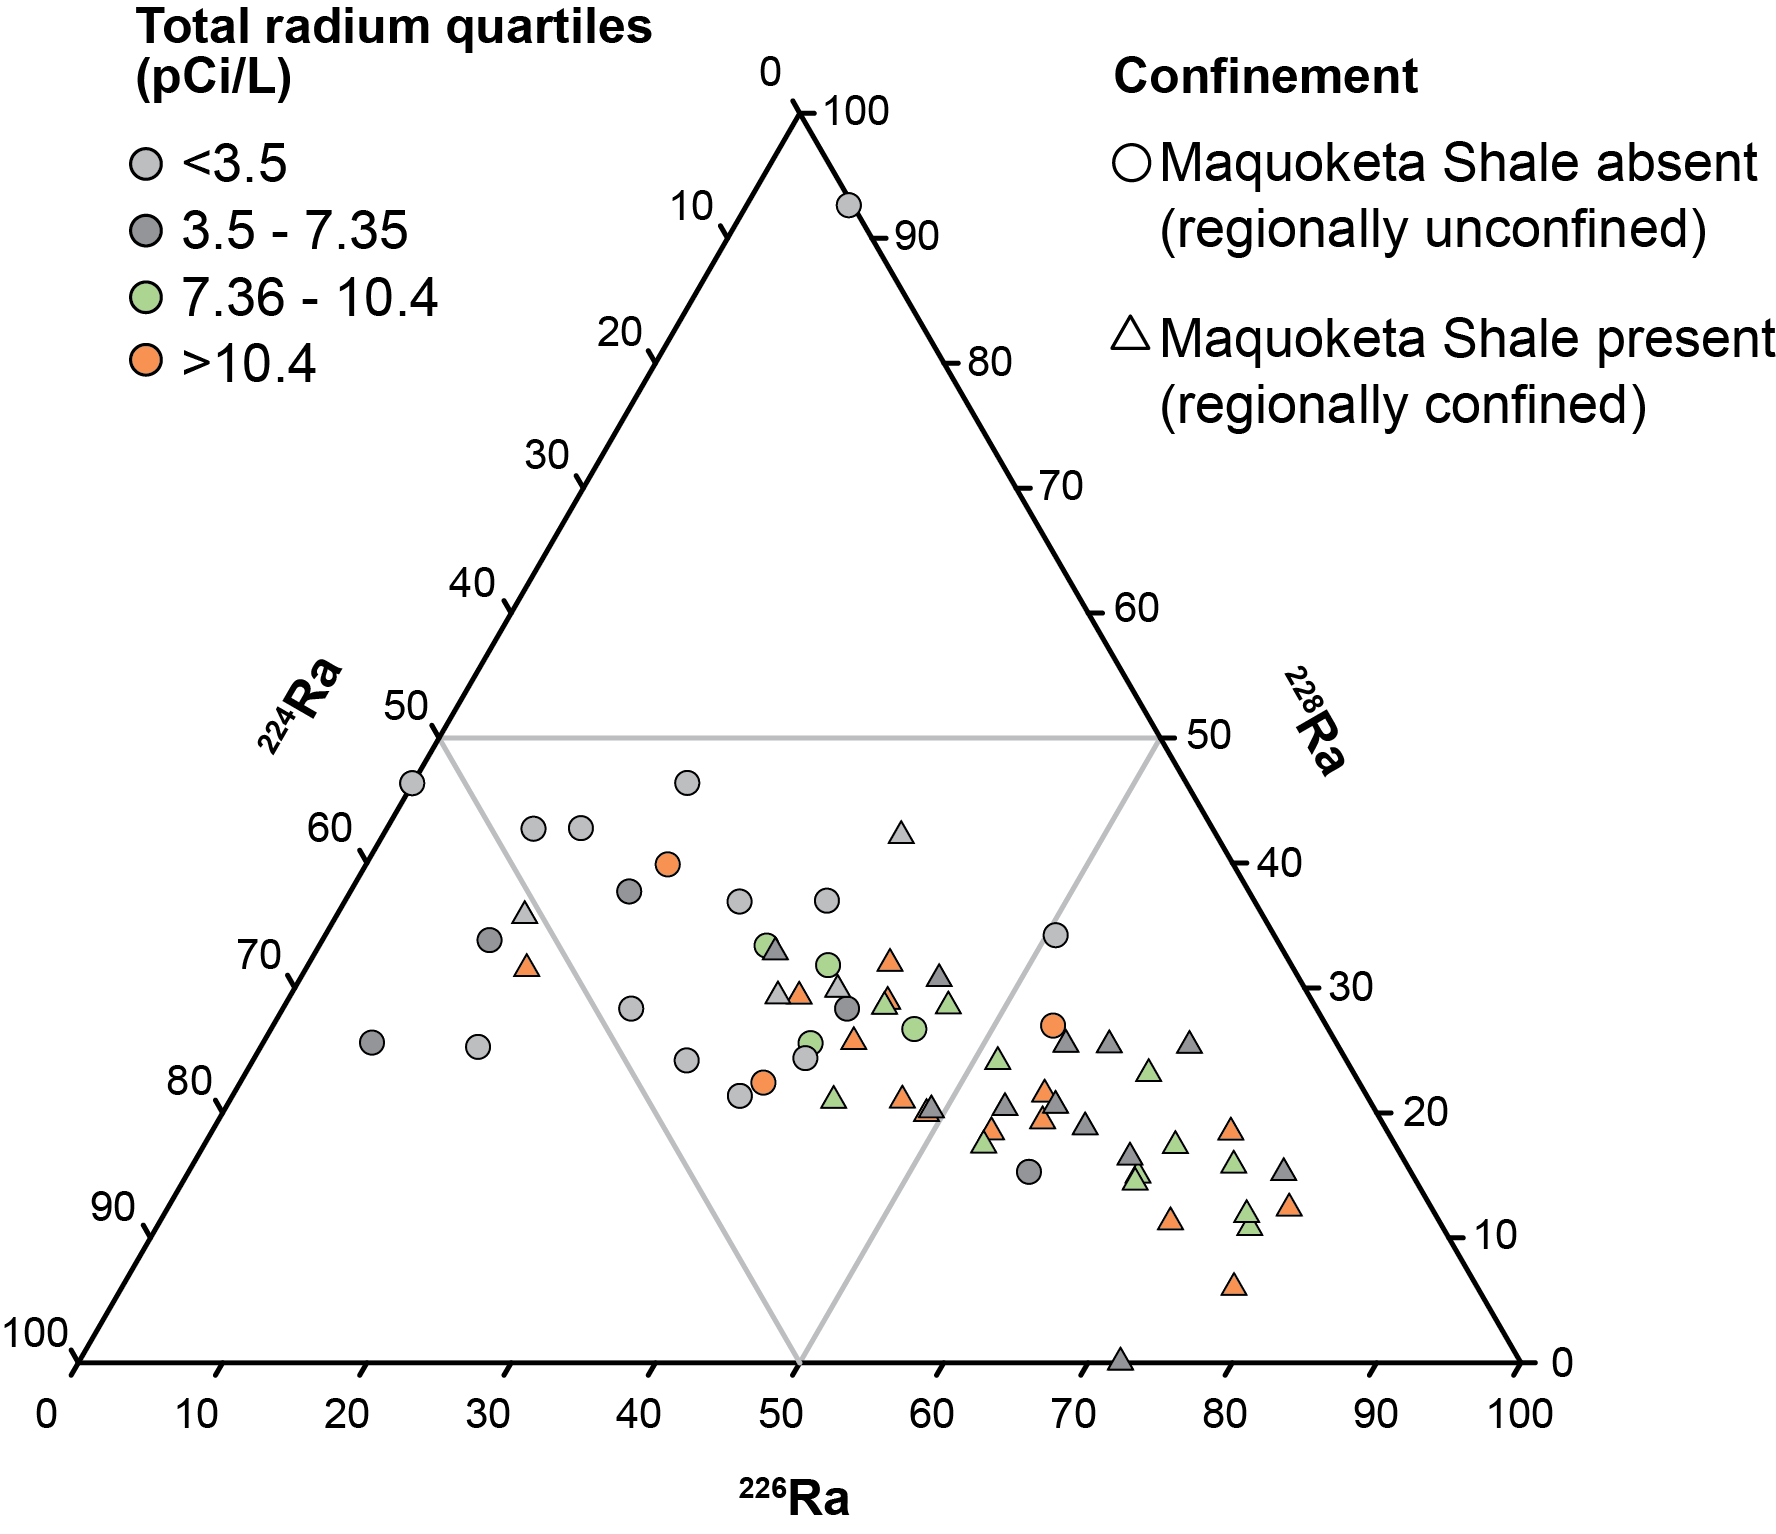 Total radium quartiles
(pCi/L)
<3.5
3.5 - 7.35
7.36 - 10.4
>10.4
Confinement
Maquoketa Shale absent
(regionally unconfined)
Maquoketa Shale present
(regionally confined)
0
10
20
30
40
50
60
70
80
90
100
²²⁴Ra
100
90
80
70
60
50
40
30
20
10
0
²²⁸Ra
0 10 20 30 40 50 60 70 80 90 100
²²⁶Ra